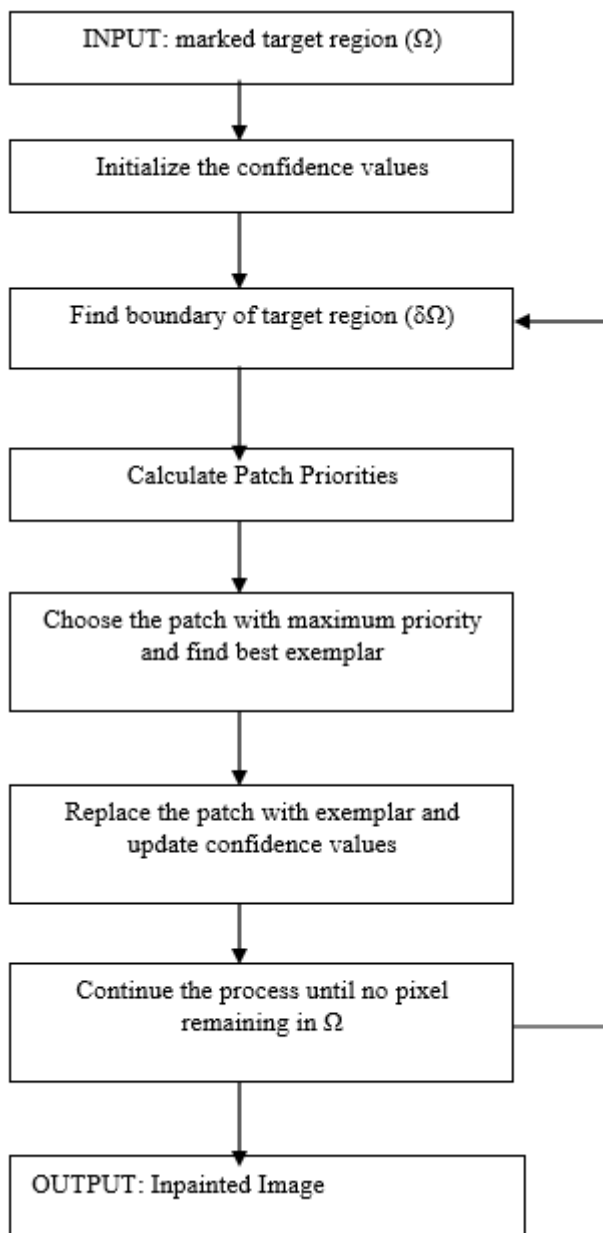 INPUT: marked target region (Ω)
Initialize the confidence values
Find boundary of target region (δΩ)
Calculate Patch Priorities
Choose the patch with maximum priority
and find best exemplar
Replace the patch with exemplar and
update confidence values
Continue the process until no pixel
remaining in Ω
OUTPUT: Inpainted Image